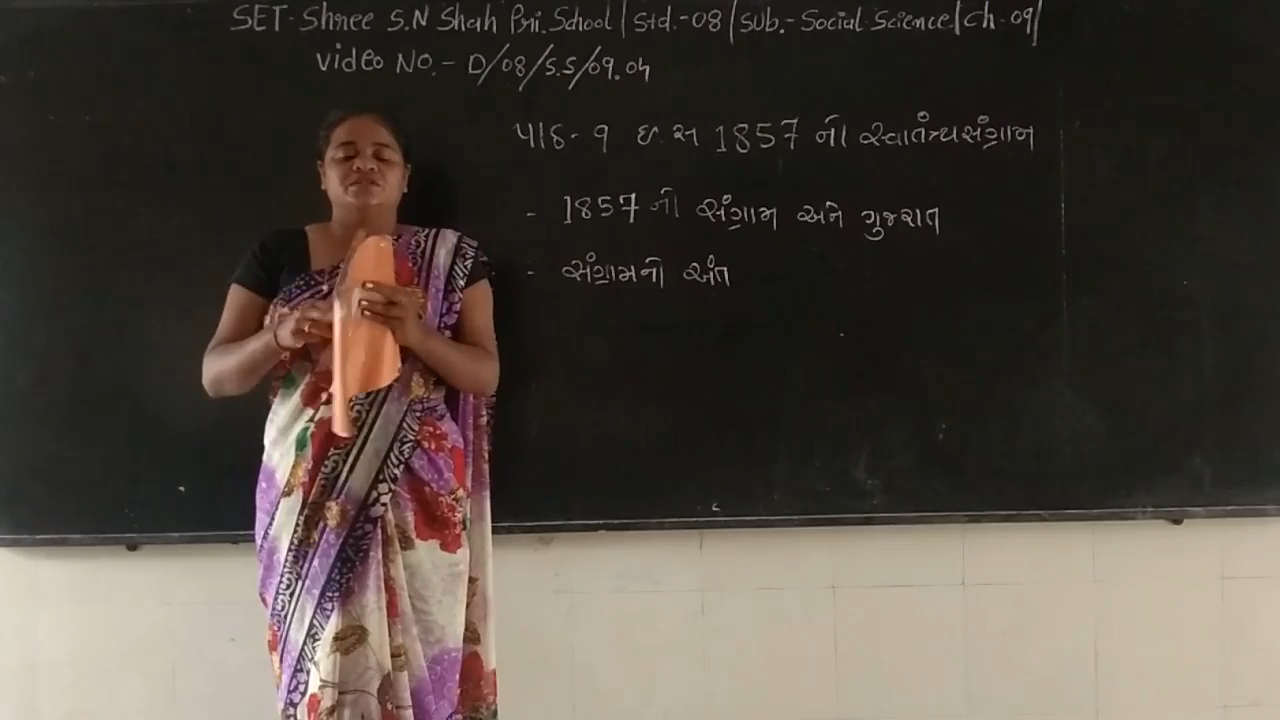 SET-Shree S.N Shah Pri. School | Std.-08 | Sub.- Social Science | Ch-09 |
Video No.- D/08/S.S/09.04
પાઠ- ૧ ઇ.સ 1857 નો સ્વાતંત્ર્યસંગ્રામ
- 1857 નો સંગ્રામ અને ગુજરાત
- સંગ્રામનો અંત